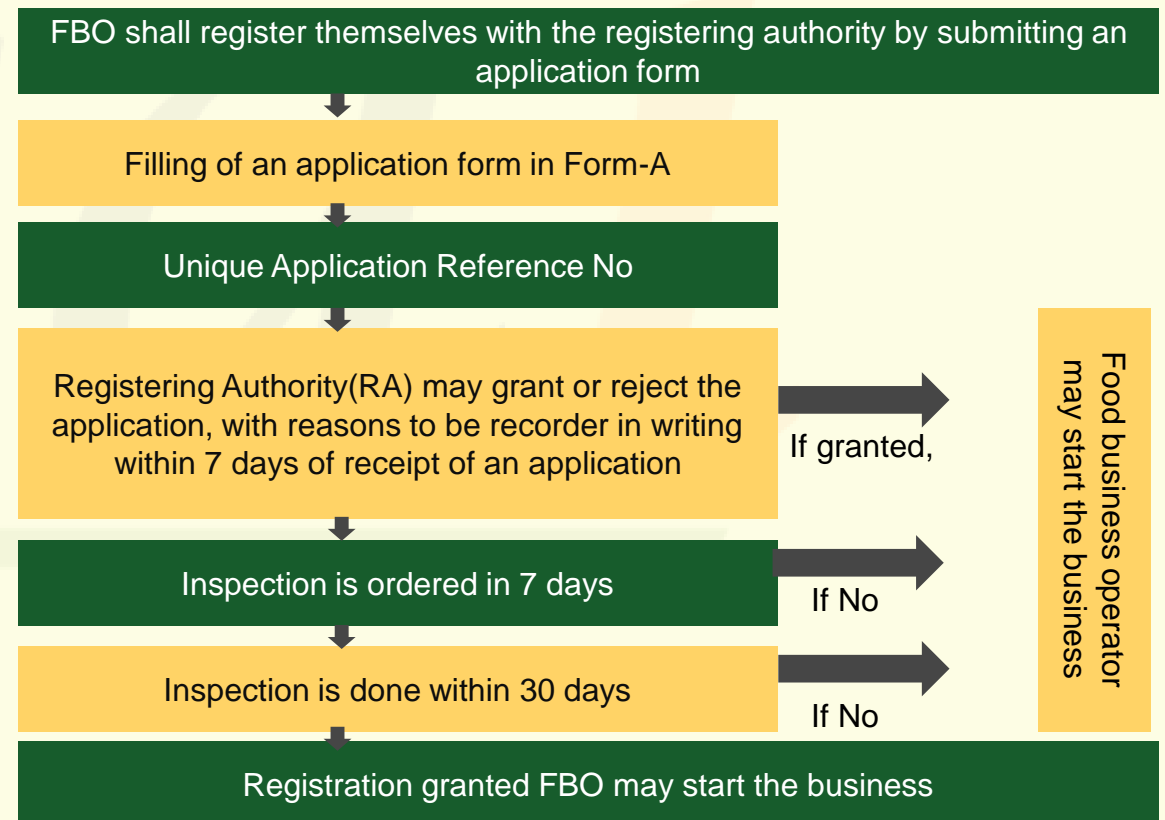 FBO shall register themselves with the registering authority by submitting an
application form
Filling of an application form in Form-A
Unique Application Reference No
Registering Authority(RA) may grant or reject the
application, with reasons to be recorder in writing
within 7 days of receipt of an application
If granted,
Inspection is ordered in 7 days
If No
Inspection is done within 30 days
If No
Food business operator
may start the business
Registration granted FBO may start the business